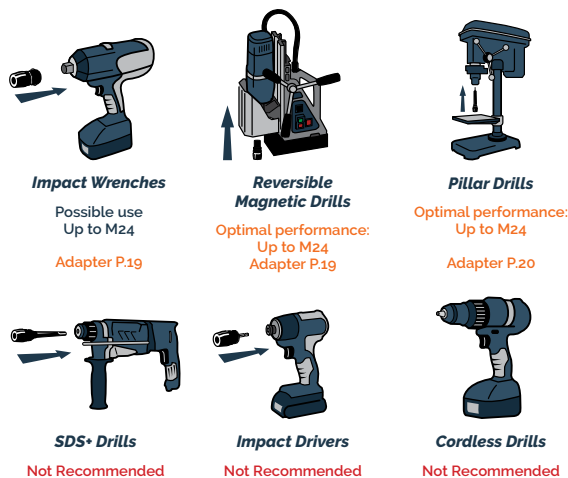 Impact Wrenches
Possible use
Up to M24
Adapter P.19
Reversible
Magnetic Drills
Optimal performance:
Up to M24
Adapter P.19
Pillar Drills
Optimal performance:
Up to M24
Adapter P.20
SDS+ Drills
Not Recommended
Impact Drivers
Not Recommended
Cordless Drills
Not Recommended